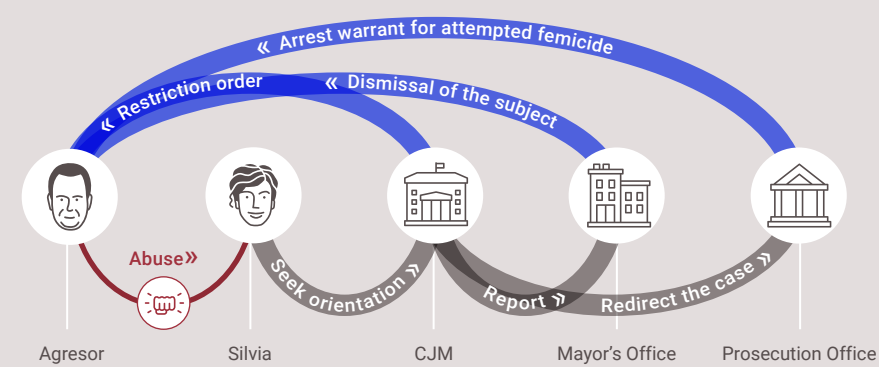 « Arrest warrant for attempted femicide
« Restriction order
« Dismissal of the subject
Abuse»
Seek orientation »
Report »
Redirect the case »
Agresor
Silvia
CJM
Mayor's Office
Prosecution Office